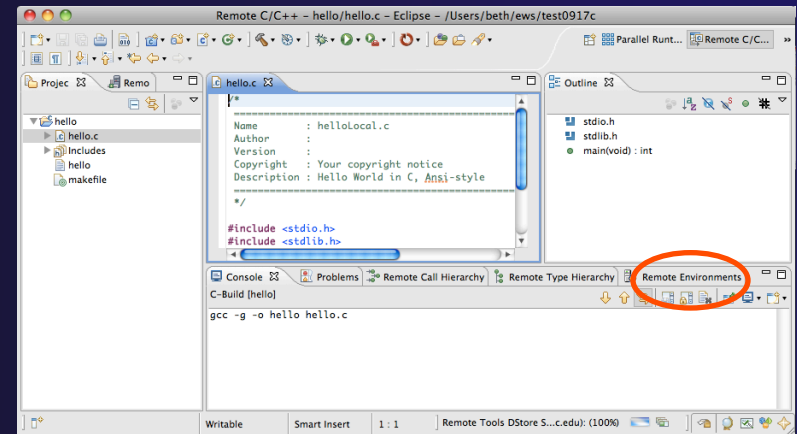 Remote C/C++ - hello/hello.c - Eclipse - /Users/beth/ews/test0917c
Parallel Runt... Remote C/C... »
Projec Remo
hello
hello.c
Includes
hello
makefile
hello.c
/*
============================================
Name : helloLocal.c
Author :
Version :
Copyright : Your copyright notice
Description : Hello World in C, Ansi-style
============================================
*/
#include <stdio.h>
#include <stdlib.h>
Outline
stdio.h
stdlib.h
main(void) : int
Console Problems Remote Call Hierarchy Remote Type Hierarchy Remote Environments
C-Build [hello]
gcc -g -o hello hello.c
Writable Smart Insert 1 : 1 Remote Tools DStore S...c.edu): (100%)